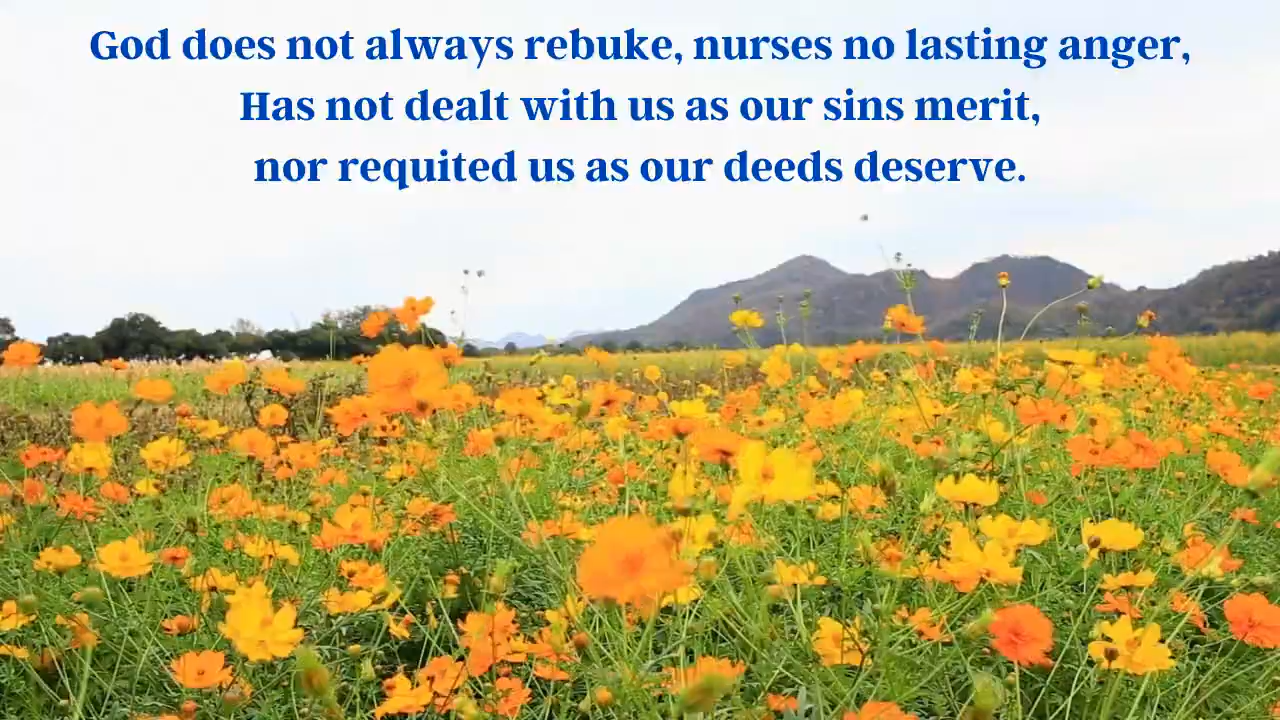 God does not always rebuke, nurses no lasting anger,
Has not dealt with us as our sins merit,
nor requited us as our deeds deserve.